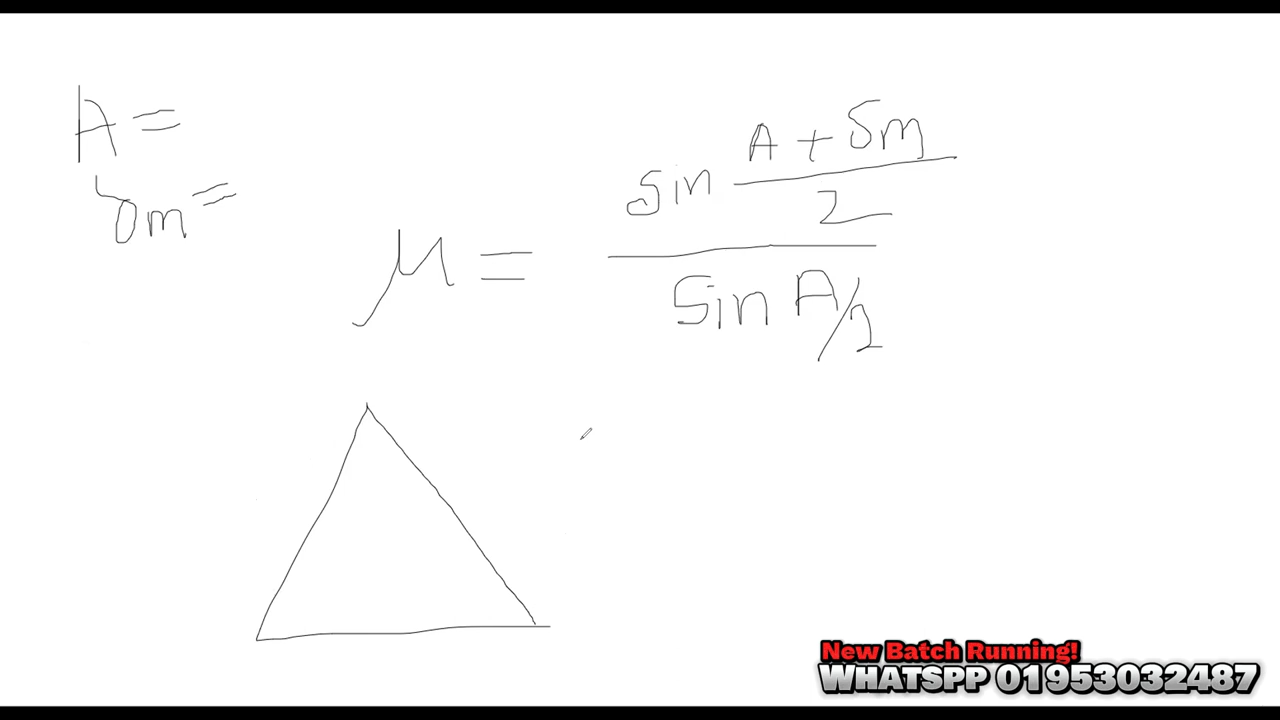 A =
δm =
μ = sin (A + δm)/2 / sin A/2
New Batch Running!
WHATSPP 01953032487